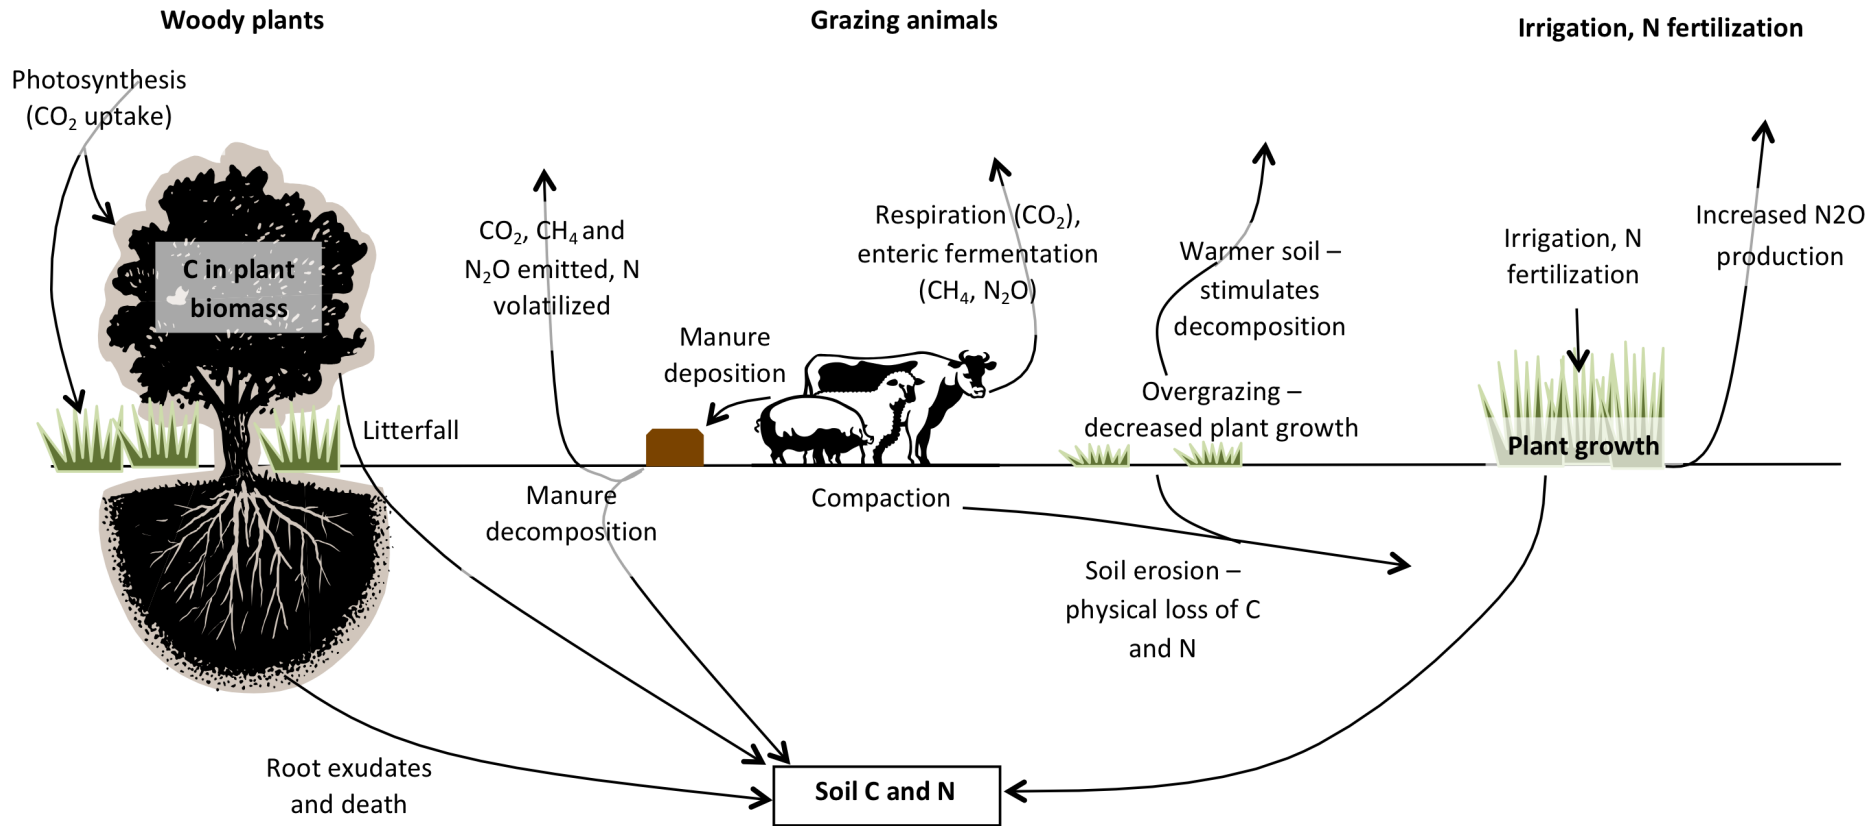 Woody plants
Grazing animals
Irrigation, N fertilization
Photosynthesis
(CO₂ uptake)
C in plant
biomass
Litterfall
Root exudates
and death
CO₂, CH₄ and
N₂O emitted, N
volatilized
Manure
deposition
Manure
decomposition
Respiration (CO₂),
enteric fermentation
(CH₄, N₂O)
Compaction
Warmer soil –
stimulates
decomposition
Overgrazing –
decreased plant growth
Soil erosion –
physical loss of C
and N
Irrigation, N
fertilization
Plant growth
Increased N2O
production
Soil C and N